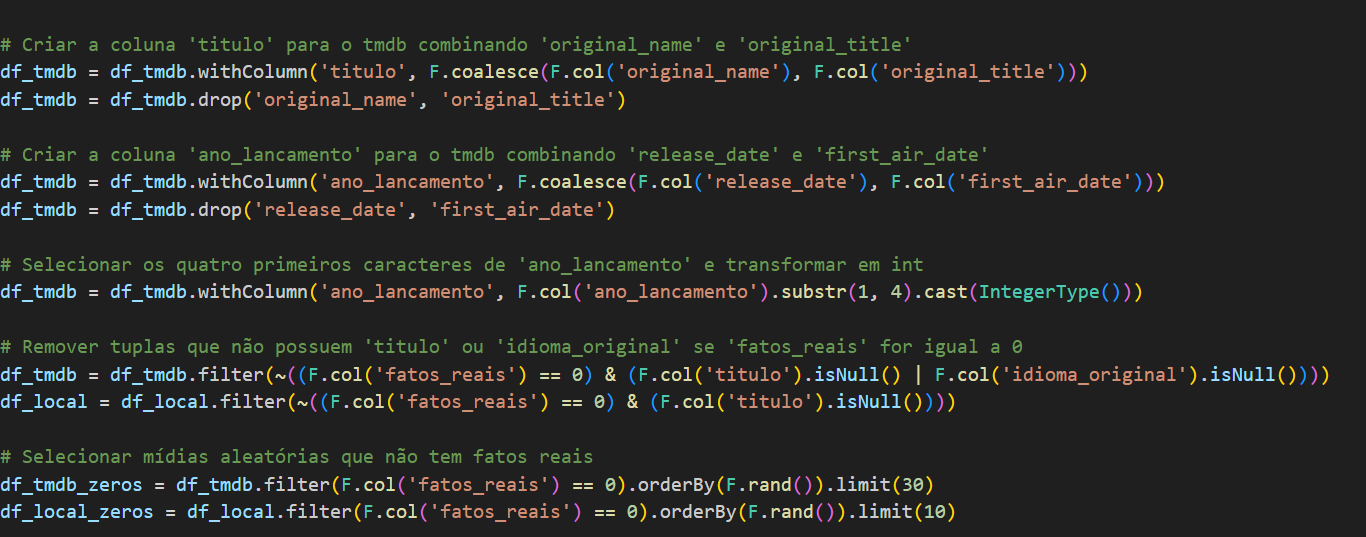 # Criar a coluna 'titulo' para o tmdb combinando 'original_name' e 'original_title'
df_tmdb = df_tmdb.withColumn('titulo', F.coalesce(F.col('original_name'), F.col('original_title')))
df_tmdb = df_tmdb.drop('original_name', 'original_title')
# Criar a coluna 'ano_lancamento' para o tmdb combinando 'release_date' e 'first_air_date'
df_tmdb = df_tmdb.withColumn('ano_lancamento', F.coalesce(F.col('release_date'), F.col('first_air_date')))
df_tmdb = df_tmdb.drop('release_date', 'first_air_date')
# Selecionar os quatro primeiros caracteres de 'ano_lancamento' e transformar em int
df_tmdb = df_tmdb.withColumn('ano_lancamento', F.col('ano_lancamento').substr(1, 4).cast(IntegerType()))
# Remover tuplas que não possuem 'titulo' ou 'idioma_original' se 'fatos_reais' for igual a 0
df_tmdb = df_tmdb.filter(~((F.col('fatos_reais') == 0) & (F.col('titulo').isNull() | F.col('idioma_original').isNull())))
df_local = df_local.filter(~((F.col('fatos_reais') == 0) & (F.col('titulo').isNull())))
# Selecionar mídias aleatórias que não tem fatos reais
df_tmdb_zeros = df_tmdb.filter(F.col('fatos_reais') == 0).orderBy(F.rand()).limit(30)
df_local_zeros = df_local.filter(F.col('fatos_reais') == 0).orderBy(F.rand()).limit(10)